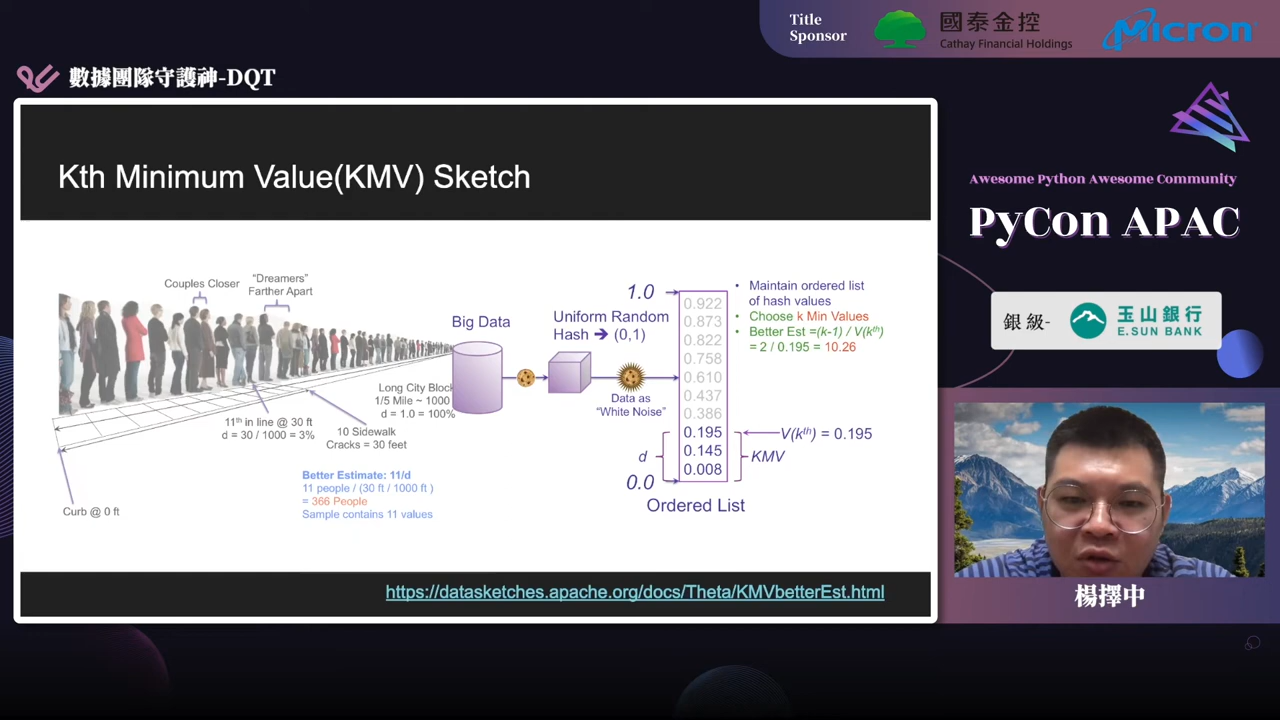 Title
Sponsor
國泰金控
Cathay Financial Holdings
Micron
數據團隊守護神-DQT
Kth Minimum Value(KMV) Sketch
Couples Closer
“Dreamers”
Farther Apart
Long City Block
1/5 Mile ~ 1000
d = 1.0 = 100%
11th in line @ 30 ft
d = 30 / 1000 = 3%
10 Sidewalk
Cracks = 30 feet
Better Estimate: 11/d
11 people / (30 ft / 1000 ft )
= 366 People
Sample contains 11 values
Curb @ 0 ft
Big Data
Uniform Random
Hash ➔ (0,1)
Data as
“White Noise”
1.0
0.922
0.873
0.822
0.758
0.610
0.437
0.386
0.195
0.145
0.008
d
0.0
V(kth) = 0.195
KMV
Ordered List
• Maintain ordered list
of hash values
• Choose k Min Values
• Better Est =(k-1) / V(kth)
= 2 / 0.195 = 10.26
https://datasketches.apache.org/docs/Theta/KMVbetterEst.html
Awesome Python Awesome Community
PyCon APAC
銀級-
玉山銀行
E.SUN BANK
楊擇中